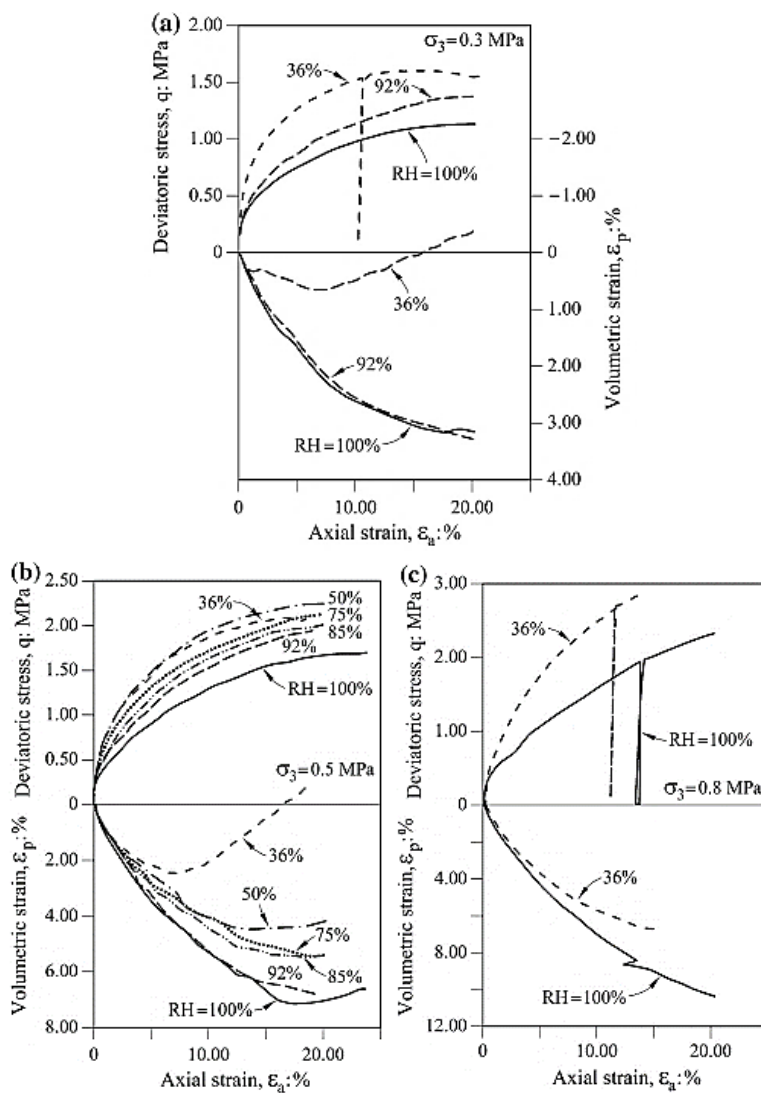 (a)
2.00
σ3=0.3 MPa
36%
1.50
92%
1.00
-2.00
RH=100%
0.50
-1.00
0
0
36%
1.00
92%
2.00
3.00
RH=100%
4.00
0
10.00
20.00
Deviatoric stress, q: MPa
Volumetric strain, εp:%
Axial strain, εa:%
(b)
2.50
50%
36%
75%
2.00
85%
1.50
92%
RH=100%
1.00
0.50
σ3=0.5 MPa
0
36%
2.00
50%
4.00
75%
85%
6.00
92%
RH=100%
8.00
0
10.00
20.00
Deviatoric stress, q: MPa
Volumetric strain, εp:%
Axial strain, εa:%
(c)
3.00
36%
2.00
RH=100%
1.00
σ3=0.8 MPa
0
2.00
36%
4.00
6.00
8.00
RH=100%
10.00
12.00
0
10.00
20.00
Deviatoric stress, q: MPa
Volumetric strain, εp:%
Axial strain, εa:%